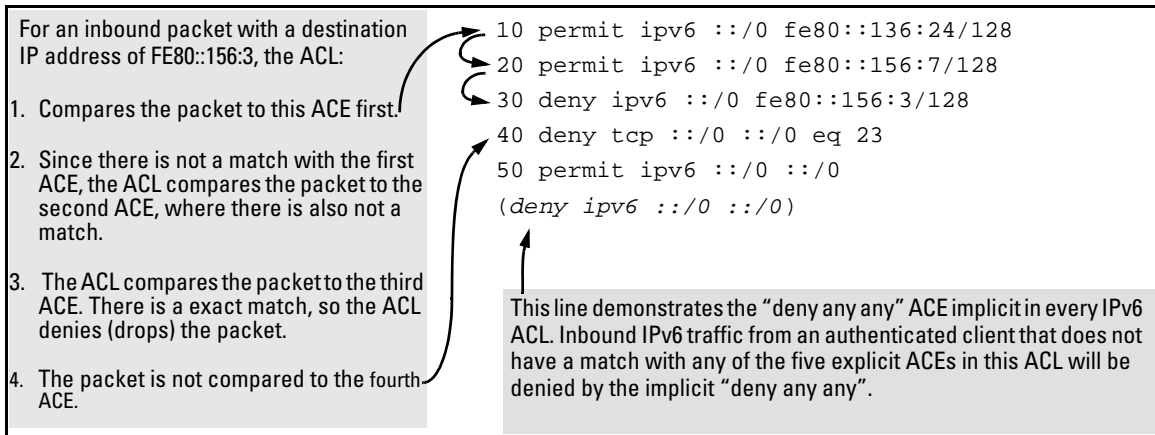 For an inbound packet with a destination
IP address of FE80::156:3, the ACL:
1. Compares the packet to this ACE first.
2. Since there is not a match with the first
ACE, the ACL compares the packet to the
second ACE, where there is also not a
match.
3. The ACL compares the packet to the third
ACE. There is a exact match, so the ACL
denies (drops) the packet.
4. The packet is not compared to the fourth
ACE.
10 permit ipv6 ::/0 fe80::136:24/128
20 permit ipv6 ::/0 fe80::156:7/128
30 deny ipv6 ::/0 fe80::156:3/128
40 deny tcp ::/0 ::/0 eq 23
50 permit ipv6 ::/0 ::/0
(deny ipv6 ::/0 ::/0)
This line demonstrates the “deny any any” ACE implicit in every IPv6
ACL. Inbound IPv6 traffic from an authenticated client that does not
have a match with any of the five explicit ACEs in this ACL will be
denied by the implicit “deny any any”.